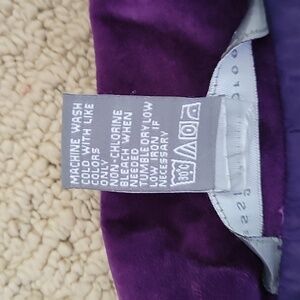 MACHINE WASH
COLD WITH LIKE
COLORS
ONLY
NON-CHLORINE
BLEACH WHEN
NEEDED
TUMBLE DRY LOW
LOW IRON IF
NECESSARY
30°C